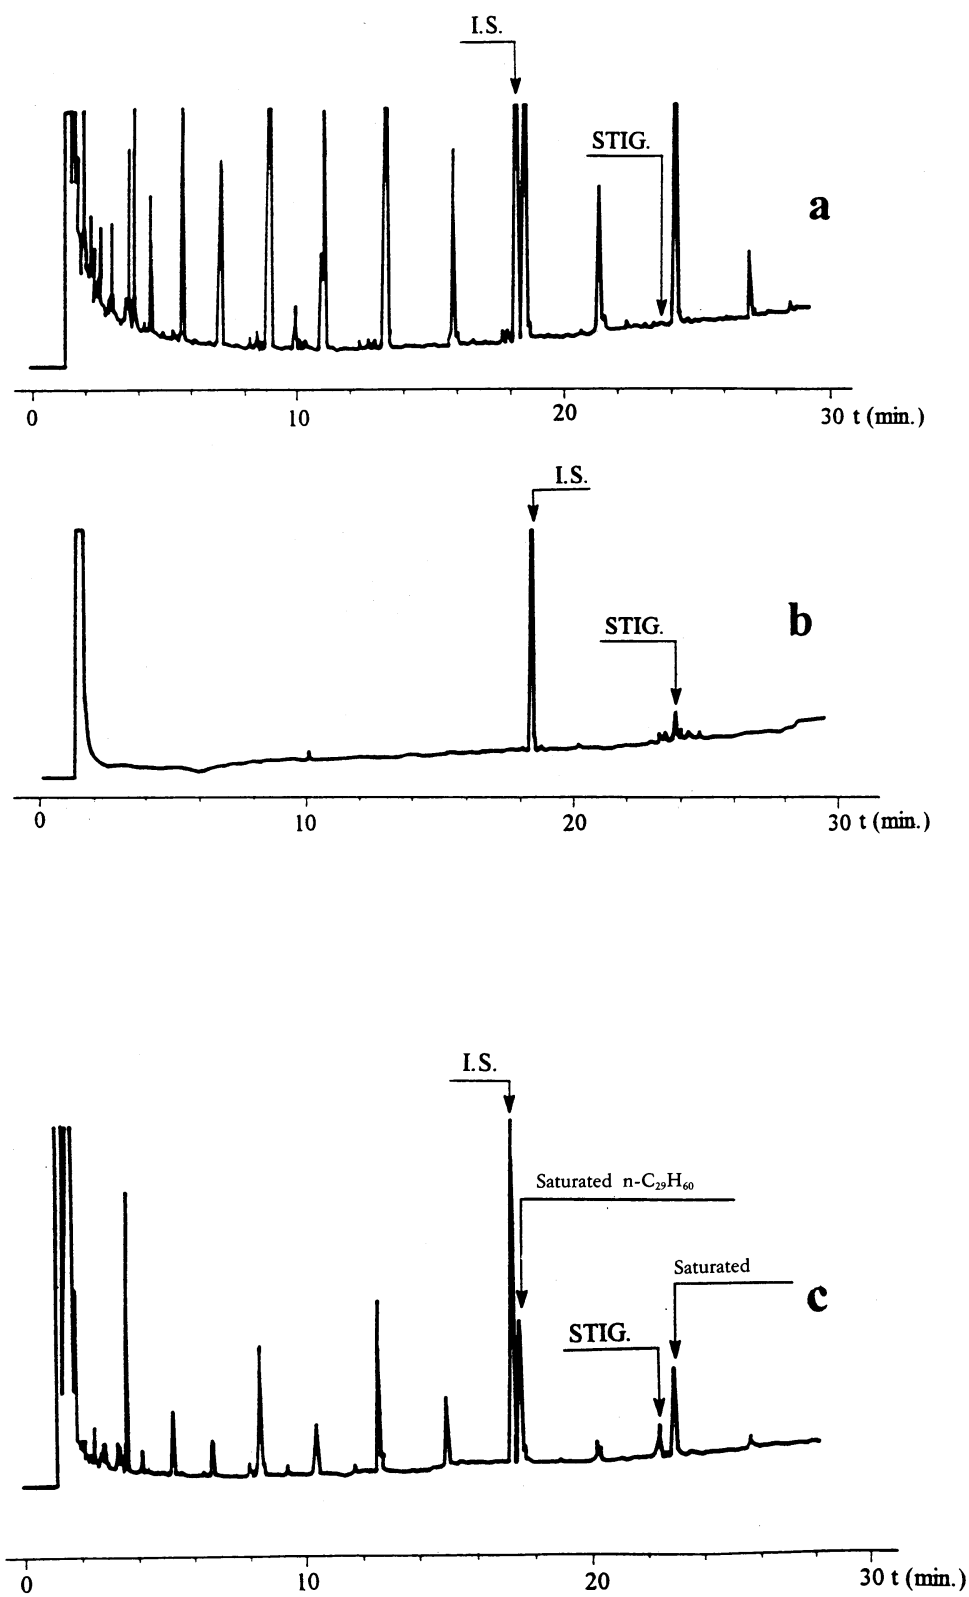 I.S.
STIG.
a
0 10 20 30 t (min.)
I.S.
STIG.
b
0 10 20 30 t (min.)
I.S.
Saturated n-C₂₉H₆₀
Saturated
STIG.
c
0 10 20 30 t (min.)